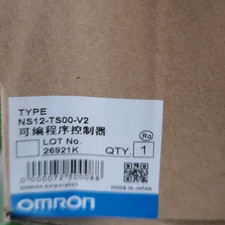 TYPE
NS12-TS00-V2
可编程序控制器
LOT No.
26921K
QTY. 1
OMRON Corporation
MADE IN JAPAN
OMRON